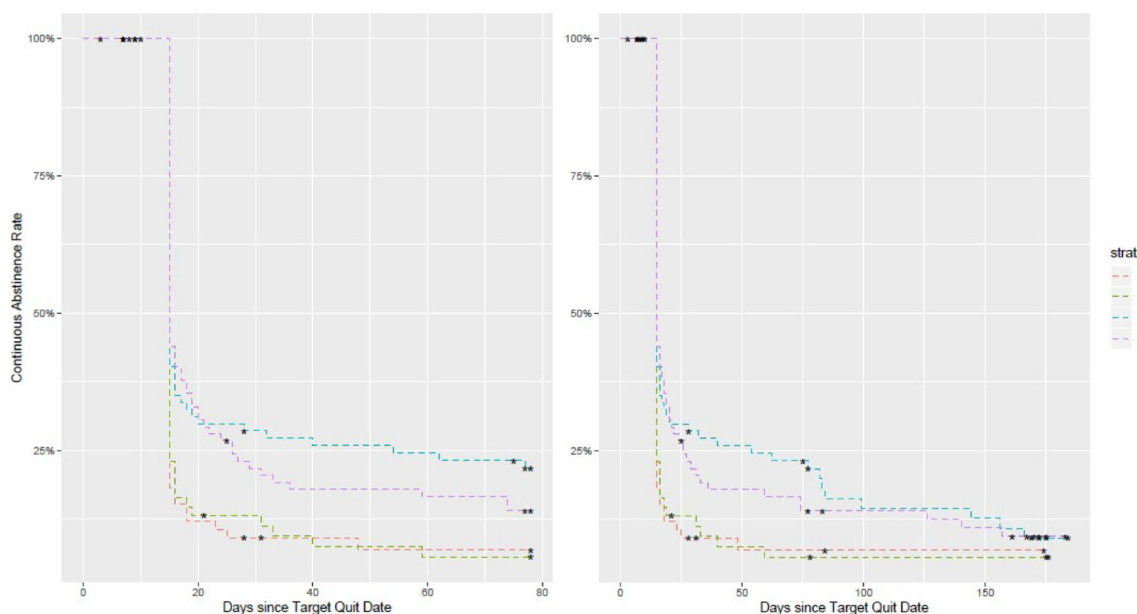 100%
75%
50%
25%
Continuous Abstinence Rate
0 20 40 60 80
Days since Target Quit Date
100%
75%
50%
25%
0 50 100 150
Days since Target Quit Date
strat